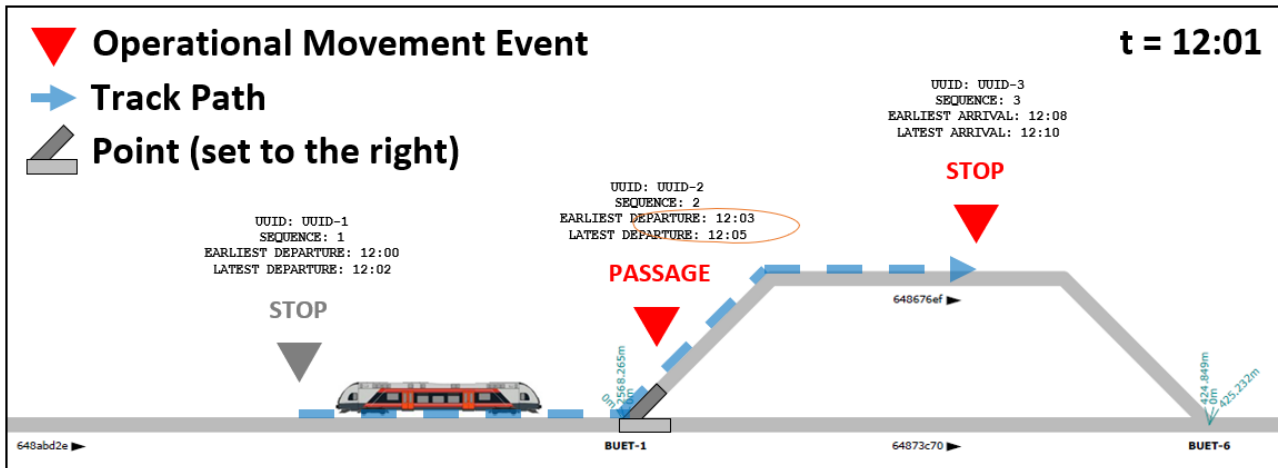 Operational Movement Event
t = 12:01
Track Path
Point (set to the right)
UUID: UUID-3
SEQUENCE: 3
EARLIEST ARRIVAL: 12:08
LATEST ARRIVAL: 12:10
STOP
UUID: UUID-2
SEQUENCE: 2
EARLIEST DEPARTURE: 12:03
LATEST DEPARTURE: 12:05
PASSAGE
UUID: UUID-1
SEQUENCE: 1
EARLIEST DEPARTURE: 12:00
LATEST DEPARTURE: 12:02
STOP
648676ef
2568.265m
0m
424.849m
0m
425.232m
648abd2e
BUET-1
64873c70
BUET-6